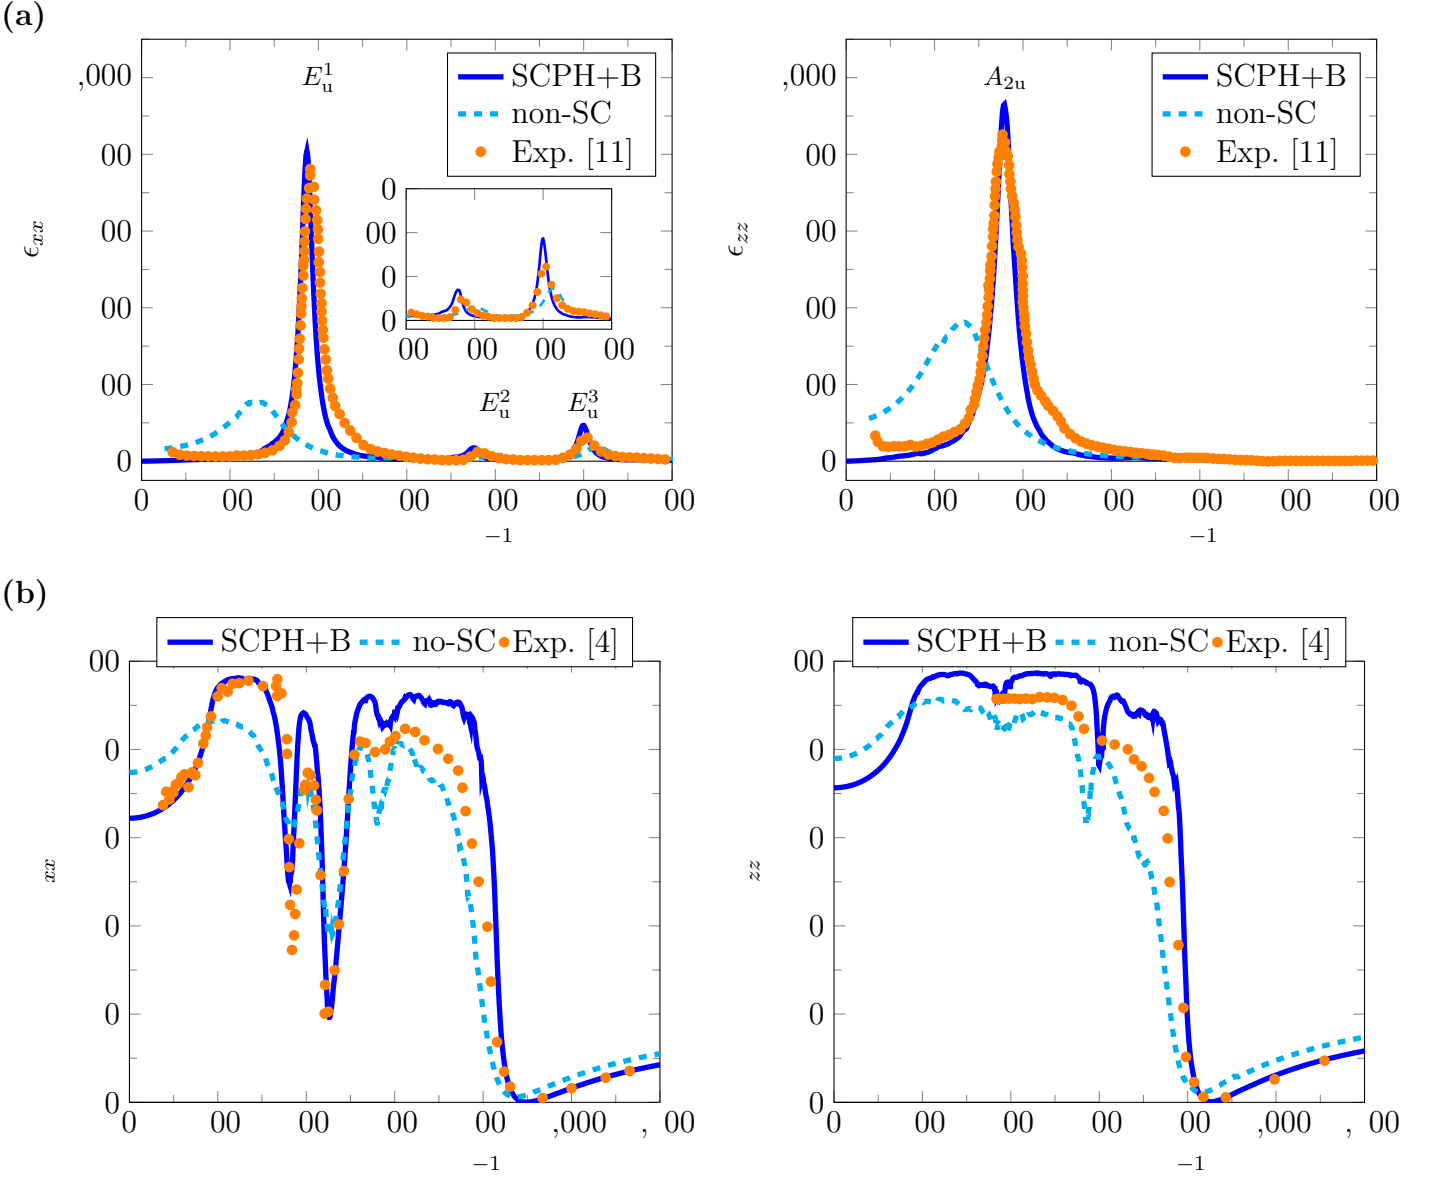 (a)
,000
00
00
00
00
0
ϵxx
E¹u
SCPH+B
non-SC
Exp. [11]
0
00
0
0
00 00 00 00
E²u E³u
0 00 00 00 00 00 00
−1
,000
00
00
00
00
0
ϵzz
A2u
SCPH+B
non-SC
Exp. [11]
0 00 00 00 00 00 00
−1
(b)
SCPH+B no-SC Exp. [4]
00
0
0
0
0
0
xx
0 00 00 00 00 ,000 , 00
−1
SCPH+B non-SC Exp. [4]
00
0
0
0
0
0
zz
0 00 00 00 00 ,000 , 00
−1